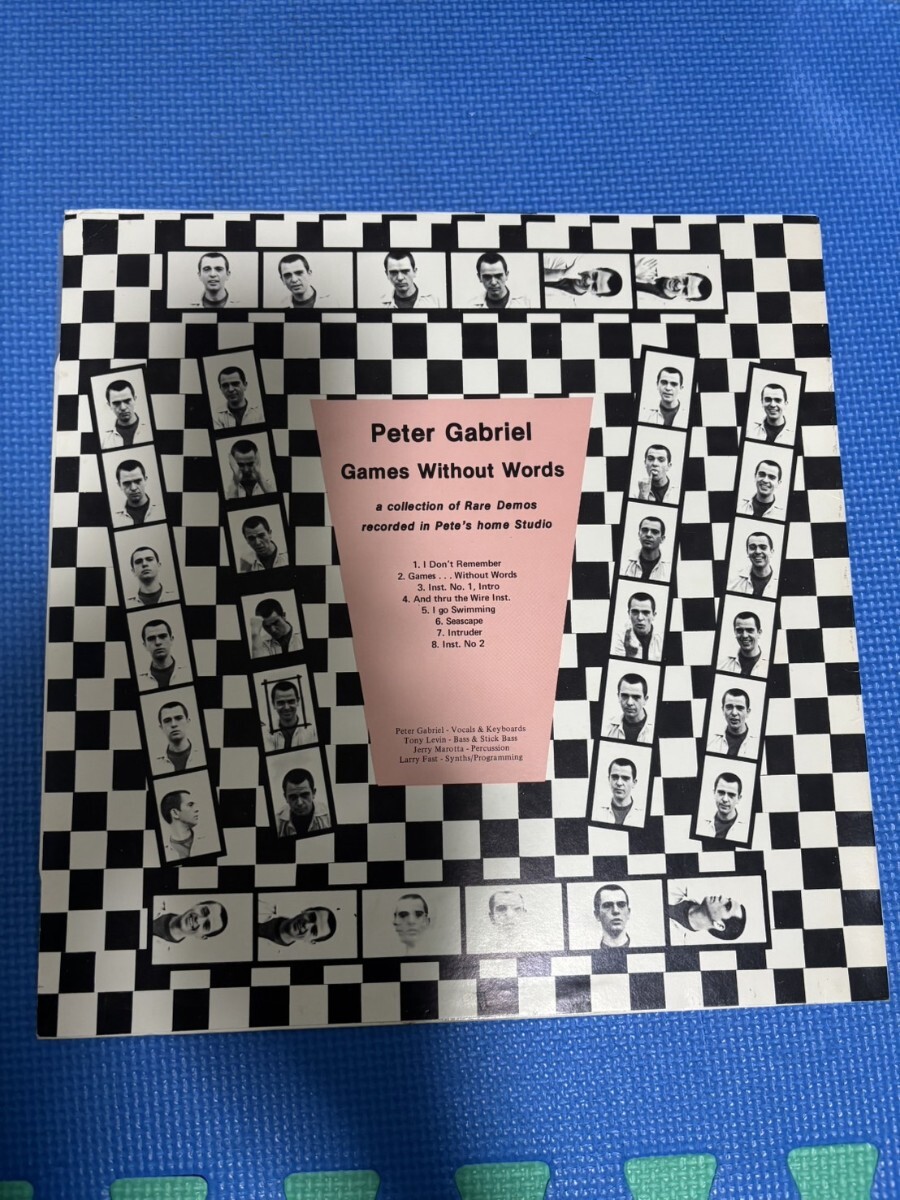 Peter Gabriel
Games Without Words
a collection of Rare Demos
recorded in Pete's home Studio
1. I Don't Remember
2. Games . . . Without Words
3. Inst. No. 1, Intro
4. And thru the Wire Inst.
5. I go Swimming
6. Seascape
7. Intruder
8. Inst. No 2
Peter Gabriel - Vocals & Keyboards
Tony Levin - Bass & Stick Bass
Jerry Marotta - Percussion
Larry Fast - Synths/Programming